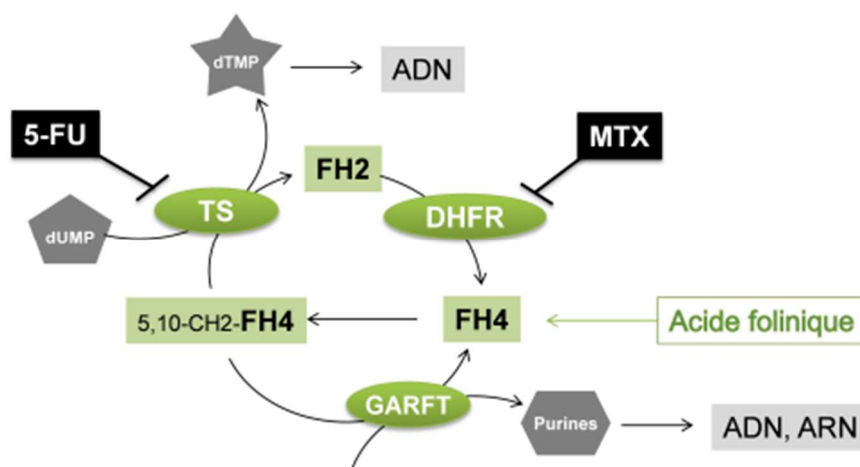 dTMP
ADN
5-FU
MTX
FH2
TS
DHFR
dUMP
5,10-CH2-FH4
FH4
Acide folinique
GARFT
Purines
ADN, ARN